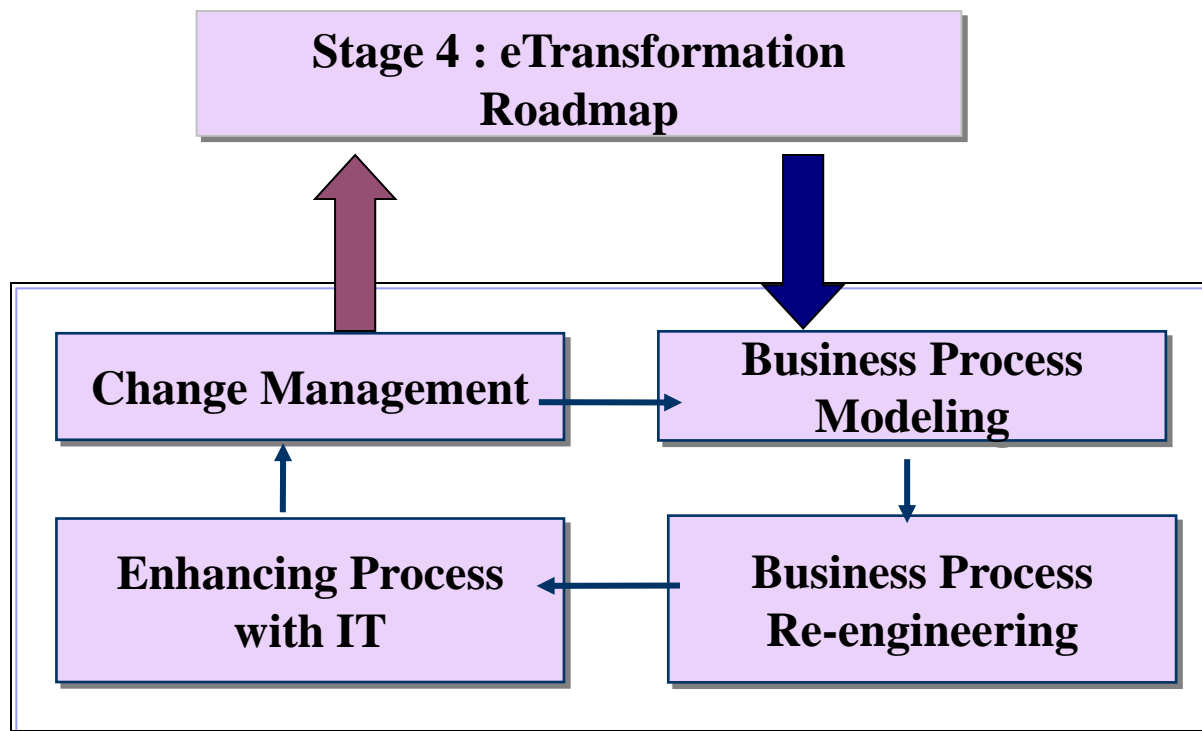 Stage 4 : eTransformation
Roadmap
Change Management
Business Process
Modeling
Enhancing Process
with IT
Business Process
Re-engineering